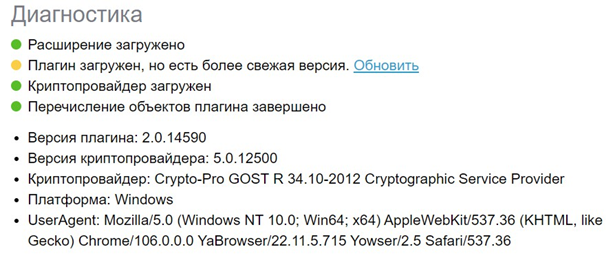 Диагностика
Расширение загружено
Плагин загружен, но есть более свежая версия. Обновить
Криптопровайдер загружен
Перечисление объектов плагина завершено
Версия плагина: 2.0.14590
Версия криптопровайдера: 5.0.12500
Криптопровайдер: Crypto-Pro GOST R 34.10-2012 Cryptographic Service Provider
Платформа: Windows
UserAgent: Mozilla/5.0 (Windows NT 10.0; Win64; x64) AppleWebKit/537.36 (KHTML, like
Gecko) Chrome/106.0.0.0 YaBrowser/22.11.5.715 Yowser/2.5 Safari/537.36